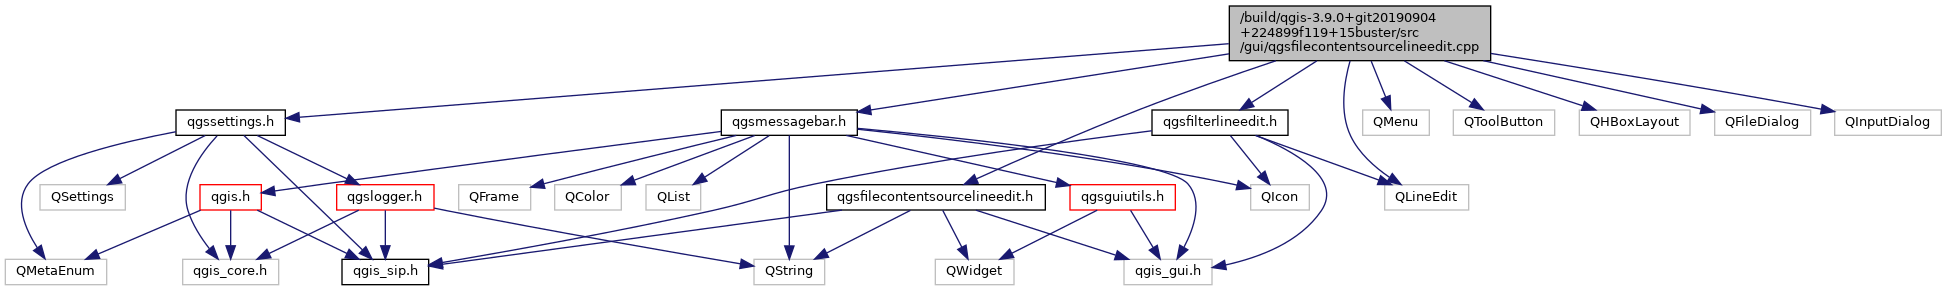 /build/qgis-3.9.0+git20190904
+224899f119+15buster/src
/gui/qgsfilecontentsourcelineedit.cpp
qgssettings.h
qgsmessagebar.h
qgsfilterlineedit.h
QMenu
QToolButton
QHBoxLayout
QFileDialog
QInputDialog
QSettings
qgis.h
qgslogger.h
QFrame
QColor
QList
qgsfilecontentsourcelineedit.h
qgsguiutils.h
QIcon
QLineEdit
QMetaEnum
qgis_core.h
qgis_sip.h
QString
QWidget
qgis_gui.h